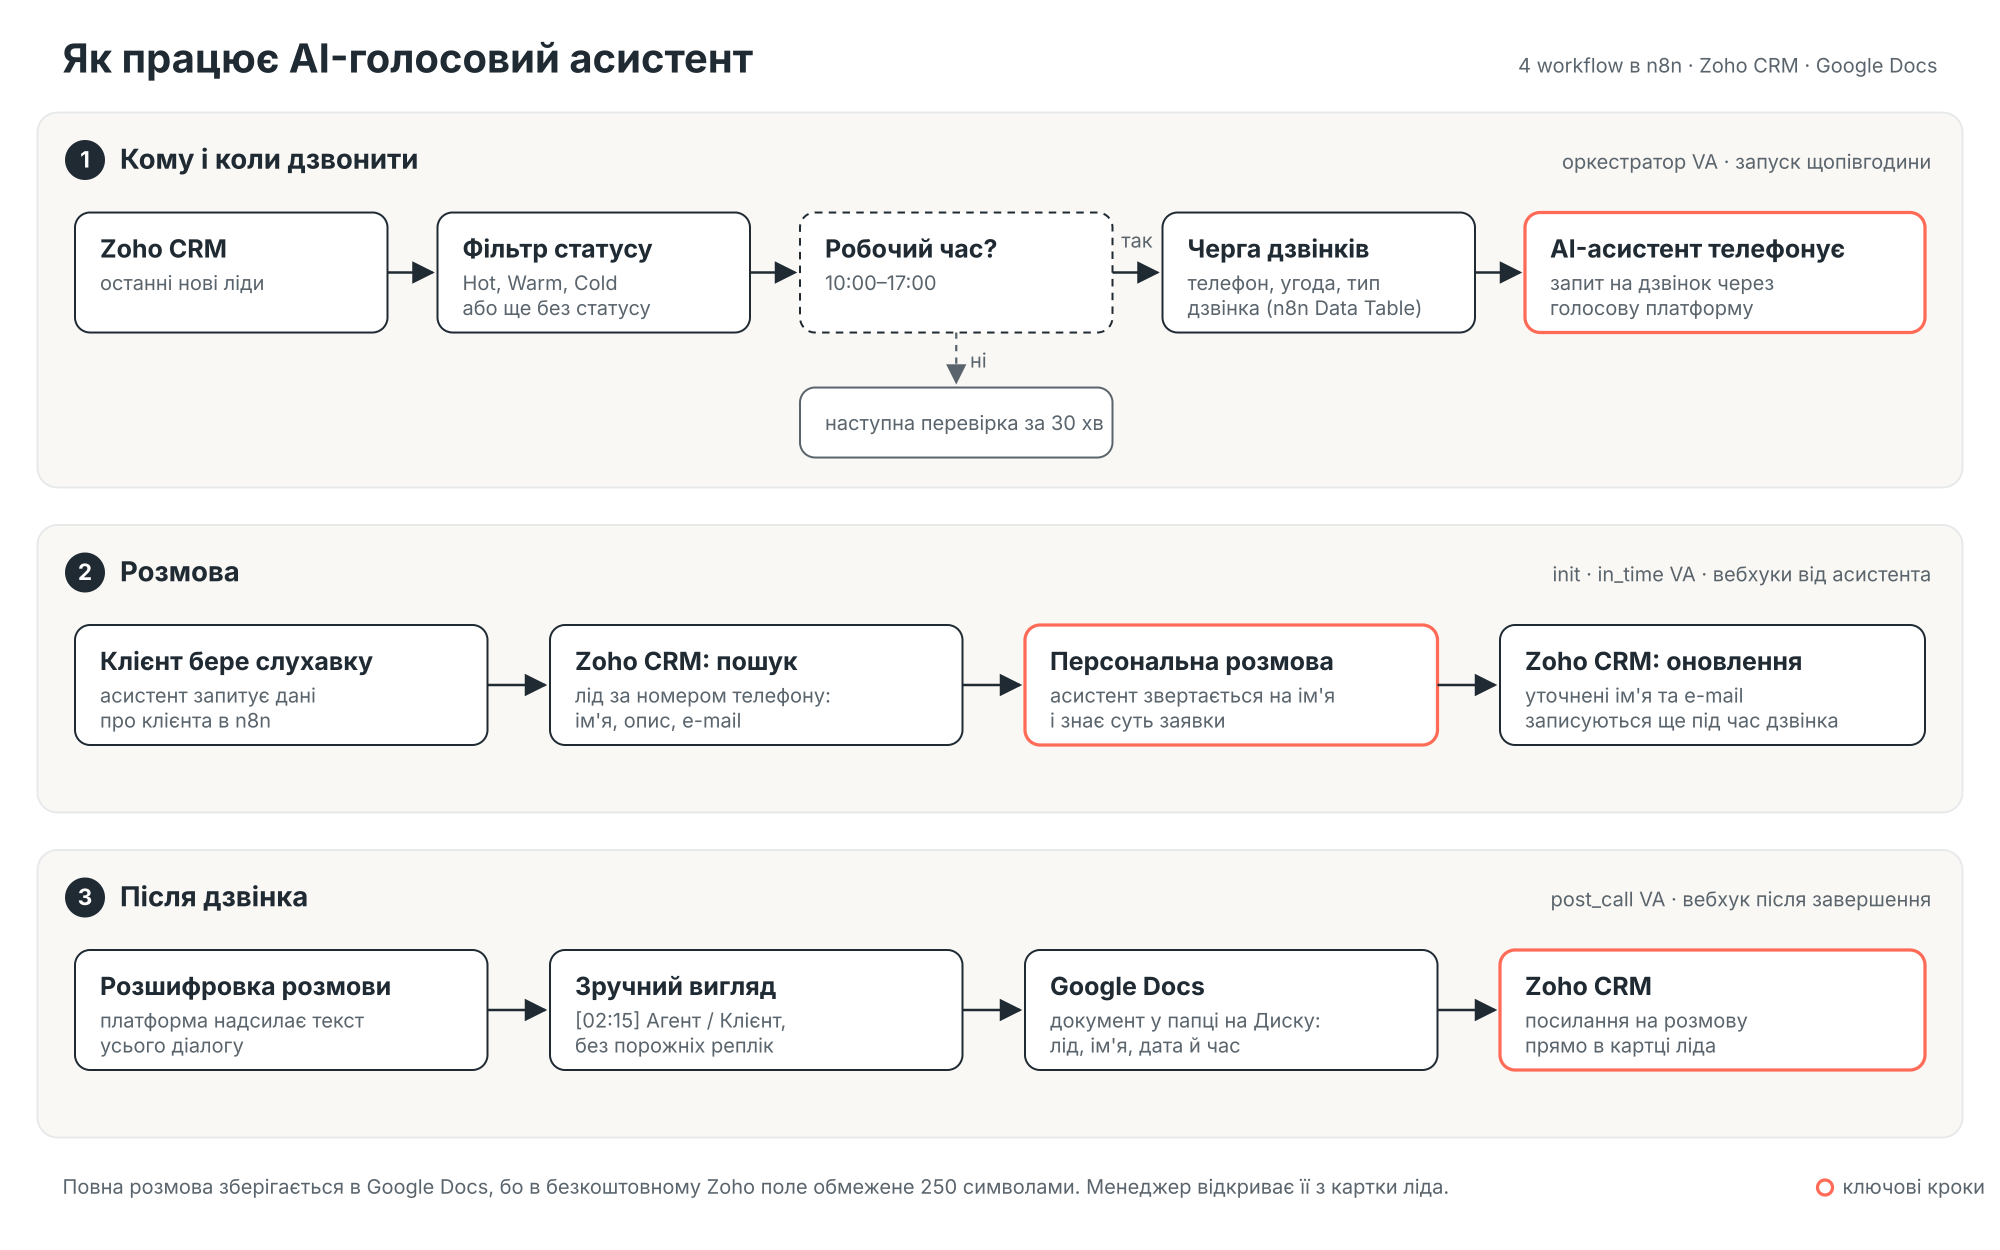 Як працює AI-голосовий асистент
4 workflow в n8n · Zoho CRM · Google Docs
1 Кому і коли дзвонити
оркестратор VA · запуск щопівгодини
Zoho CRM
останні нові ліди
Фільтр статусу
Hot, Warm, Cold
або ще без статусу
Робочий час?
10:00–17:00
так
Черга дзвінків
телефон, угода, тип
дзвінка (n8n Data Table)
AI-асистент телефонує
запит на дзвінок через
голосову платформу
ні
наступна перевірка за 30 хв
2 Розмова
init · in_time VA · вебхуки від асистента
Клієнт бере слухавку
асистент запитує дані
про клієнта в n8n
Zoho CRM: пошук
лід за номером телефону:
ім'я, опис, e-mail
Персональна розмова
асистент звертається на ім'я
і знає суть заявки
Zoho CRM: оновлення
уточнені ім'я та e-mail
записуються ще під час дзвінка
3 Після дзвінка
post_call VA · вебхук після завершення
Розшифровка розмови
платформа надсилає текст
усього діалогу
Зручний вигляд
[02:15] Агент / Клієнт,
без порожніх реплік
Google Docs
документ у папці на Диску:
лід, ім'я, дата й час
Zoho CRM
посилання на розмову
прямо в картці ліда
Повна розмова зберігається в Google Docs, бо в безкоштовному Zoho поле обмежене 250 символами. Менеджер відкриває її з картки ліда.
ключові кроки